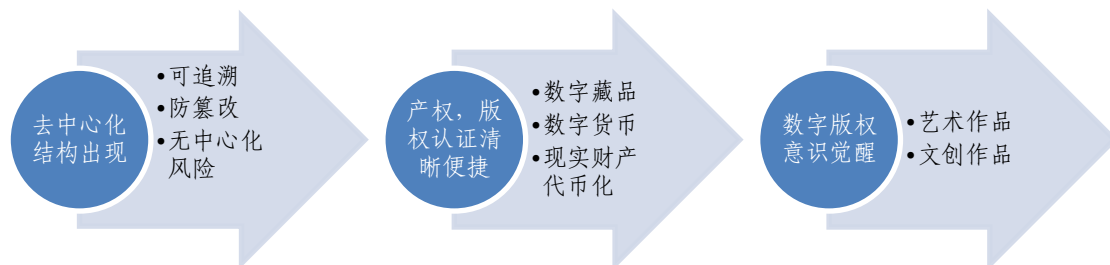 去中心化
结构出现
•可追溯
•防篡改
•无中心化
风险
产权，版
权认证清
晰便捷
•数字藏品
•数字货币
•现实财产
代币化
数字版权
意识觉醒
•艺术作品
•文创作品